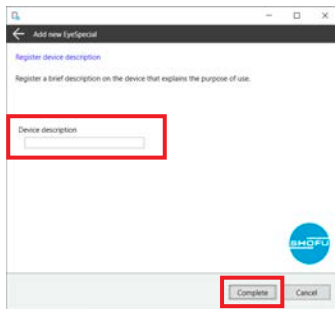 Add new EyeSpecial
Register device description
Register a brief description on the device that explains the purpose of use.
Device description
SHOFU
Complete Cancel